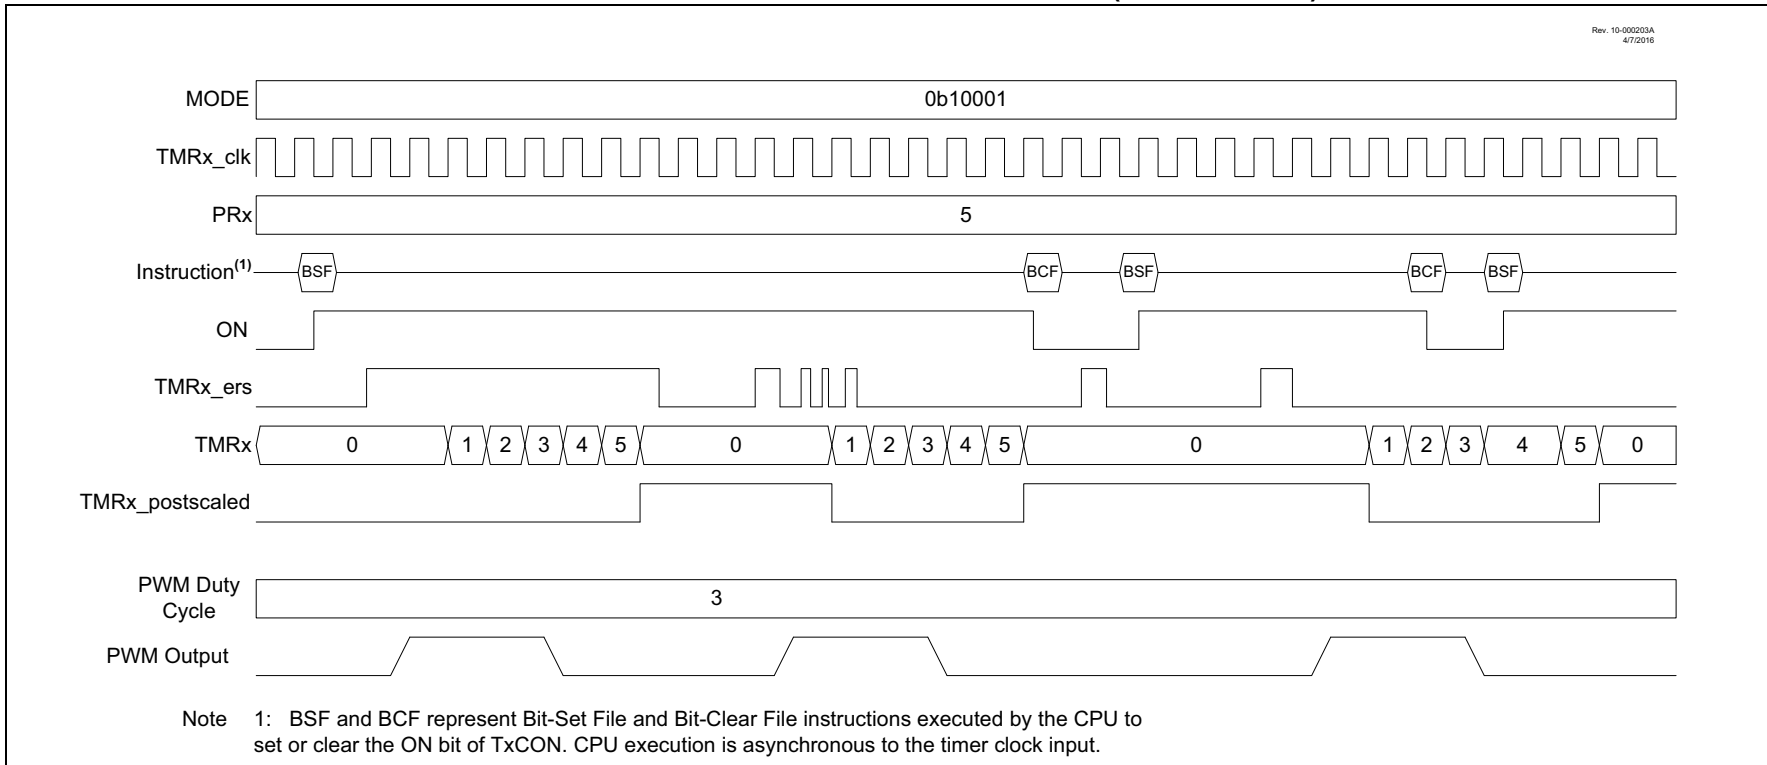 Rev. 10-000203A
4/7/2016
MODE 0b10001
TMRx_clk
PRx 5
Instruction(1) BSF BCF BSF BCF BSF
ON
TMRx_ers
TMRx 0 1 2 3 4 5 0 1 2 3 4 5 0 1 2 3 4 5 0
TMRx_postscaled
PWM Duty
Cycle 3
PWM Output
Note 1: BSF and BCF represent Bit-Set File and Bit-Clear File instructions executed by the CPU to
set or clear the ON bit of TxCON. CPU execution is asynchronous to the timer clock input.